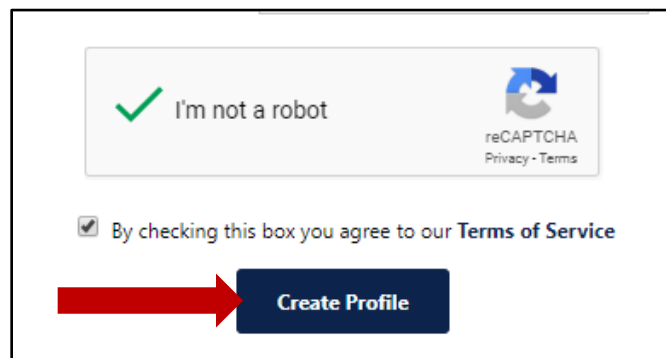 I'm not a robot
reCAPTCHA
Privacy - Terms
By checking this box you agree to our Terms of Service
Create Profile